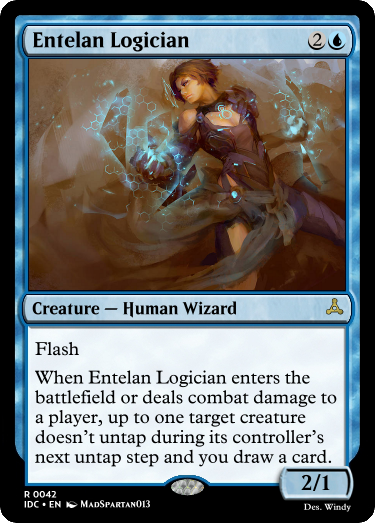 Entelan Logician 2
Creature — Human Wizard
Flash
When Entelan Logician enters the
battlefield or deals combat damage to
a player, up to one target creature
doesn't untap during its controller's
next untap step and you draw a card.
2/1
R 0042
IDC • EN MadSpartan013
Des. Windy